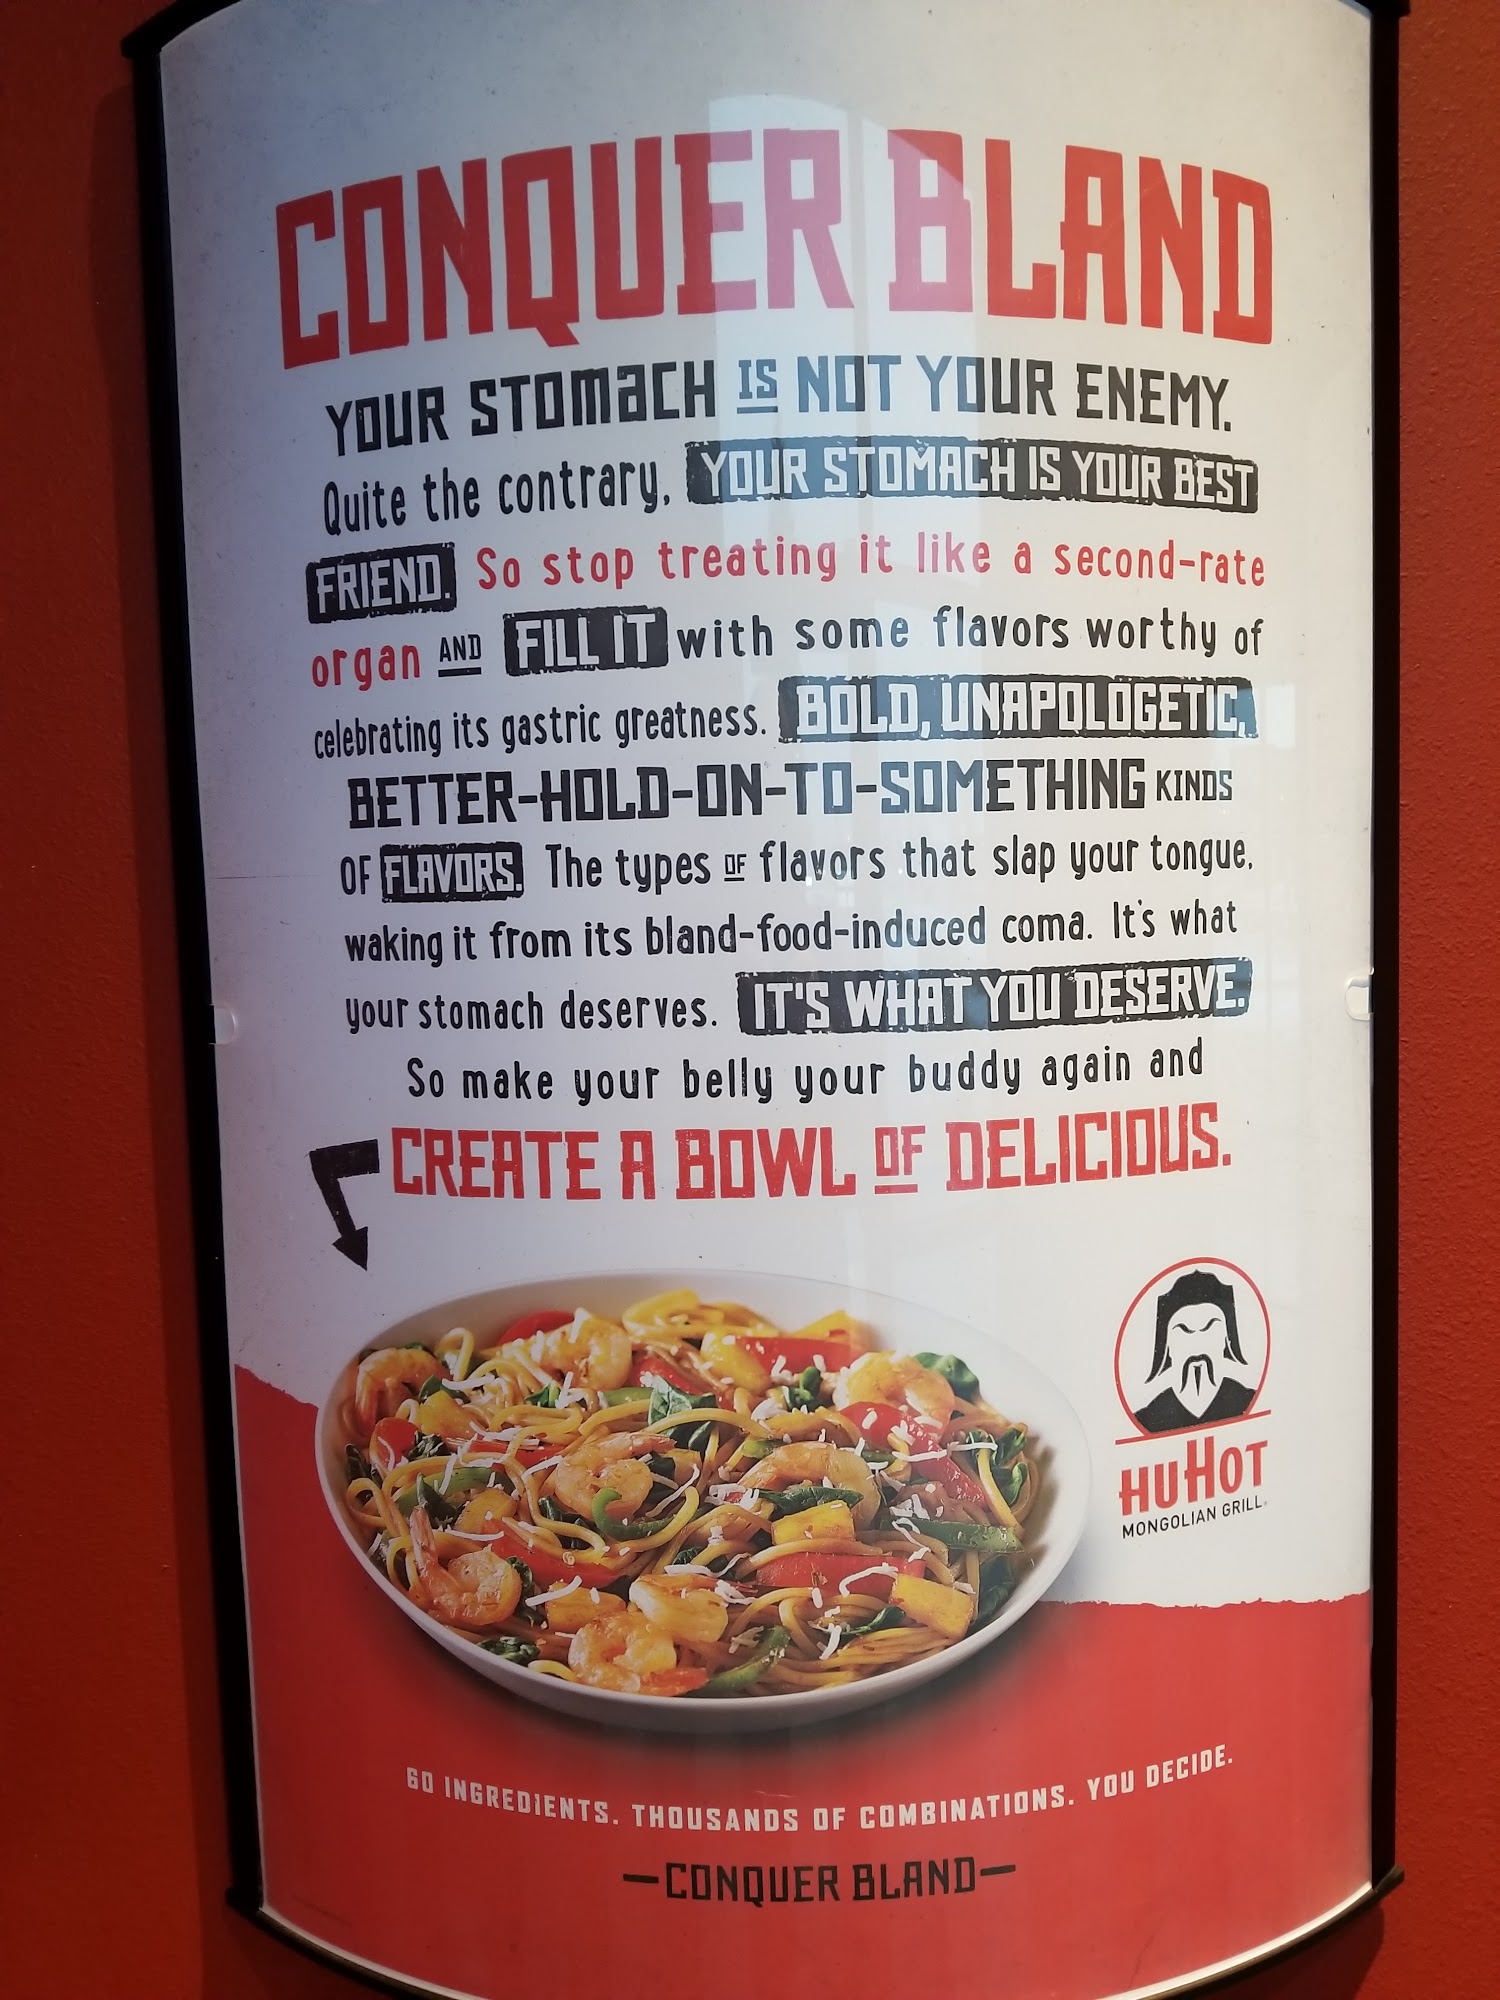 CONQUER BLAND
YOUR STOMACH IS NOT YOUR ENEMY.
Quite the contrary, YOUR STOMACH IS YOUR BEST
FRIEND. So stop treating it like a second-rate
organ AND FILL IT with some flavors worthy of
celebrating its gastric greatness. BOLD, UNAPOLOGETIC,
BETTER-HOLD-ON-TO-SOMETHING KINDS
OF FLAVORS. The types OF flavors that slap your tongue,
waking it from its bland-food-induced coma. It's what
your stomach deserves. IT'S WHAT YOU DESERVE.
So make your belly your buddy again and
CREATE A BOWL OF DELICIOUS.
HUHOT
MONGOLIAN GRILL.
60 INGREDIENTS. THOUSANDS OF COMBINATIONS. YOU DECIDE.
—CONQUER BLAND—